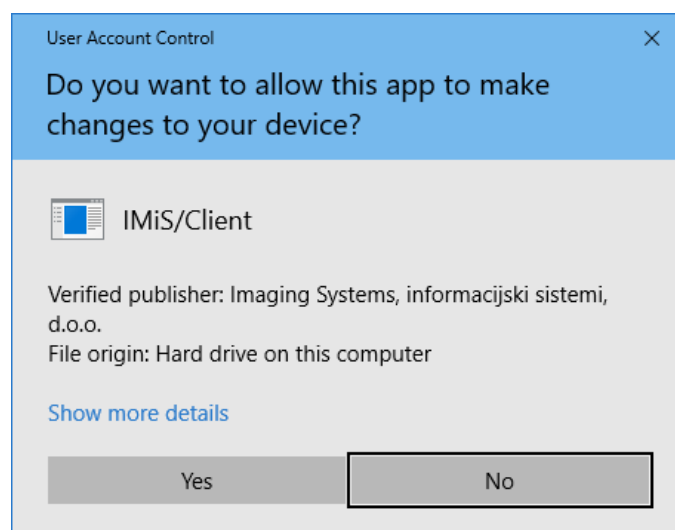 User Account Control
Do you want to allow this app to make
changes to your device?
IMiS/Client
Verified publisher: Imaging Systems, informacijski sistemi,
d.o.o.
File origin: Hard drive on this computer
Show more details
Yes
No